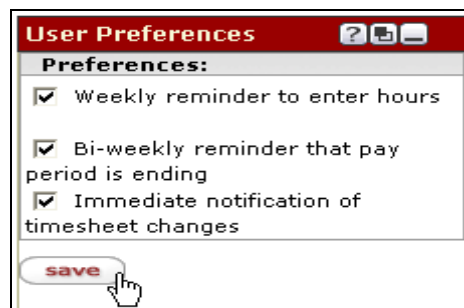 User Preferences ?
Preferences:
Weekly reminder to enter hours
Bi-weekly reminder that pay
period is ending
Immediate notification of
timesheet changes
save